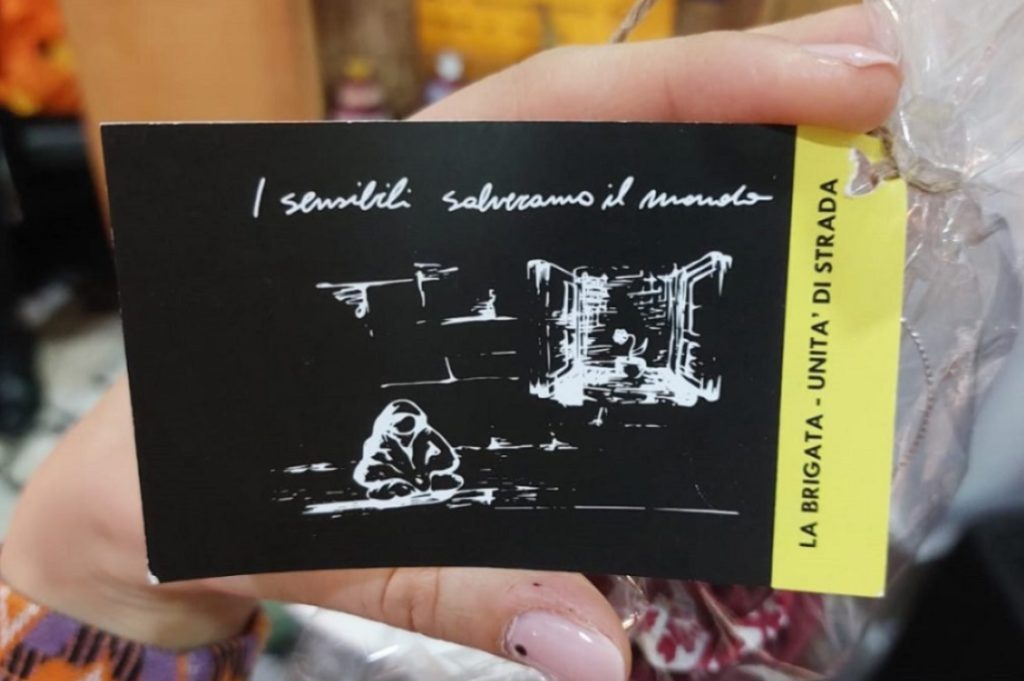 I sensibili salveranno il mondo
LA BRIGATA - UNITA' DI STRADA